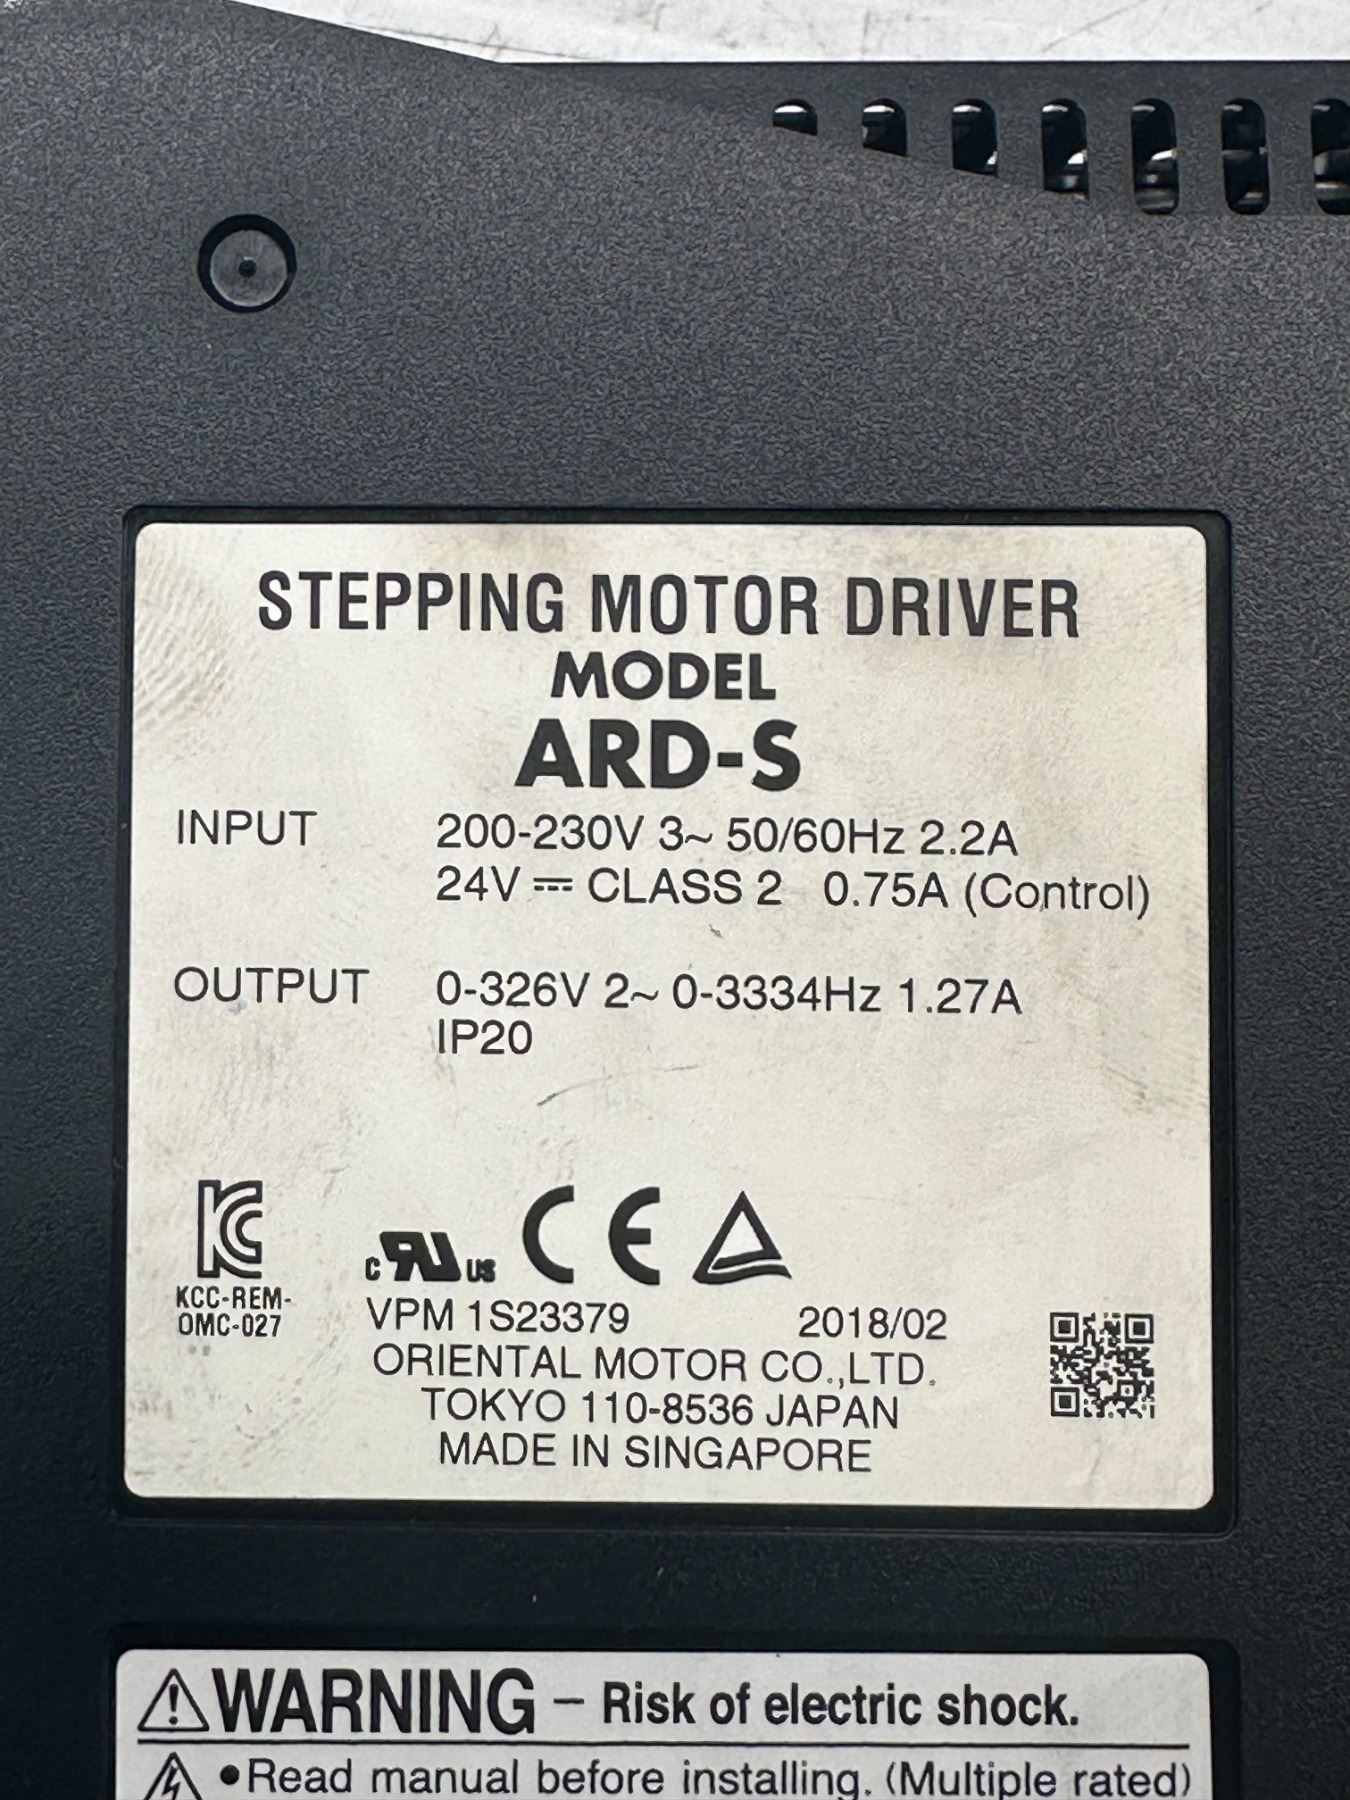 STEPPING MOTOR DRIVER
MODEL
ARD-S
INPUT 200-230V 3~ 50/60Hz 2.2A
24V ⎓ CLASS 2 0.75A (Control)
OUTPUT 0-326V 2~ 0-3334Hz 1.27A
IP20
KCC-REM-
OMC-027
c RU US CE
VPM 1S23379 2018/02
ORIENTAL MOTOR CO.,LTD.
TOKYO 110-8536 JAPAN
MADE IN SINGAPORE
⚠WARNING – Risk of electric shock.
•Read manual before installing. (Multiple rated)